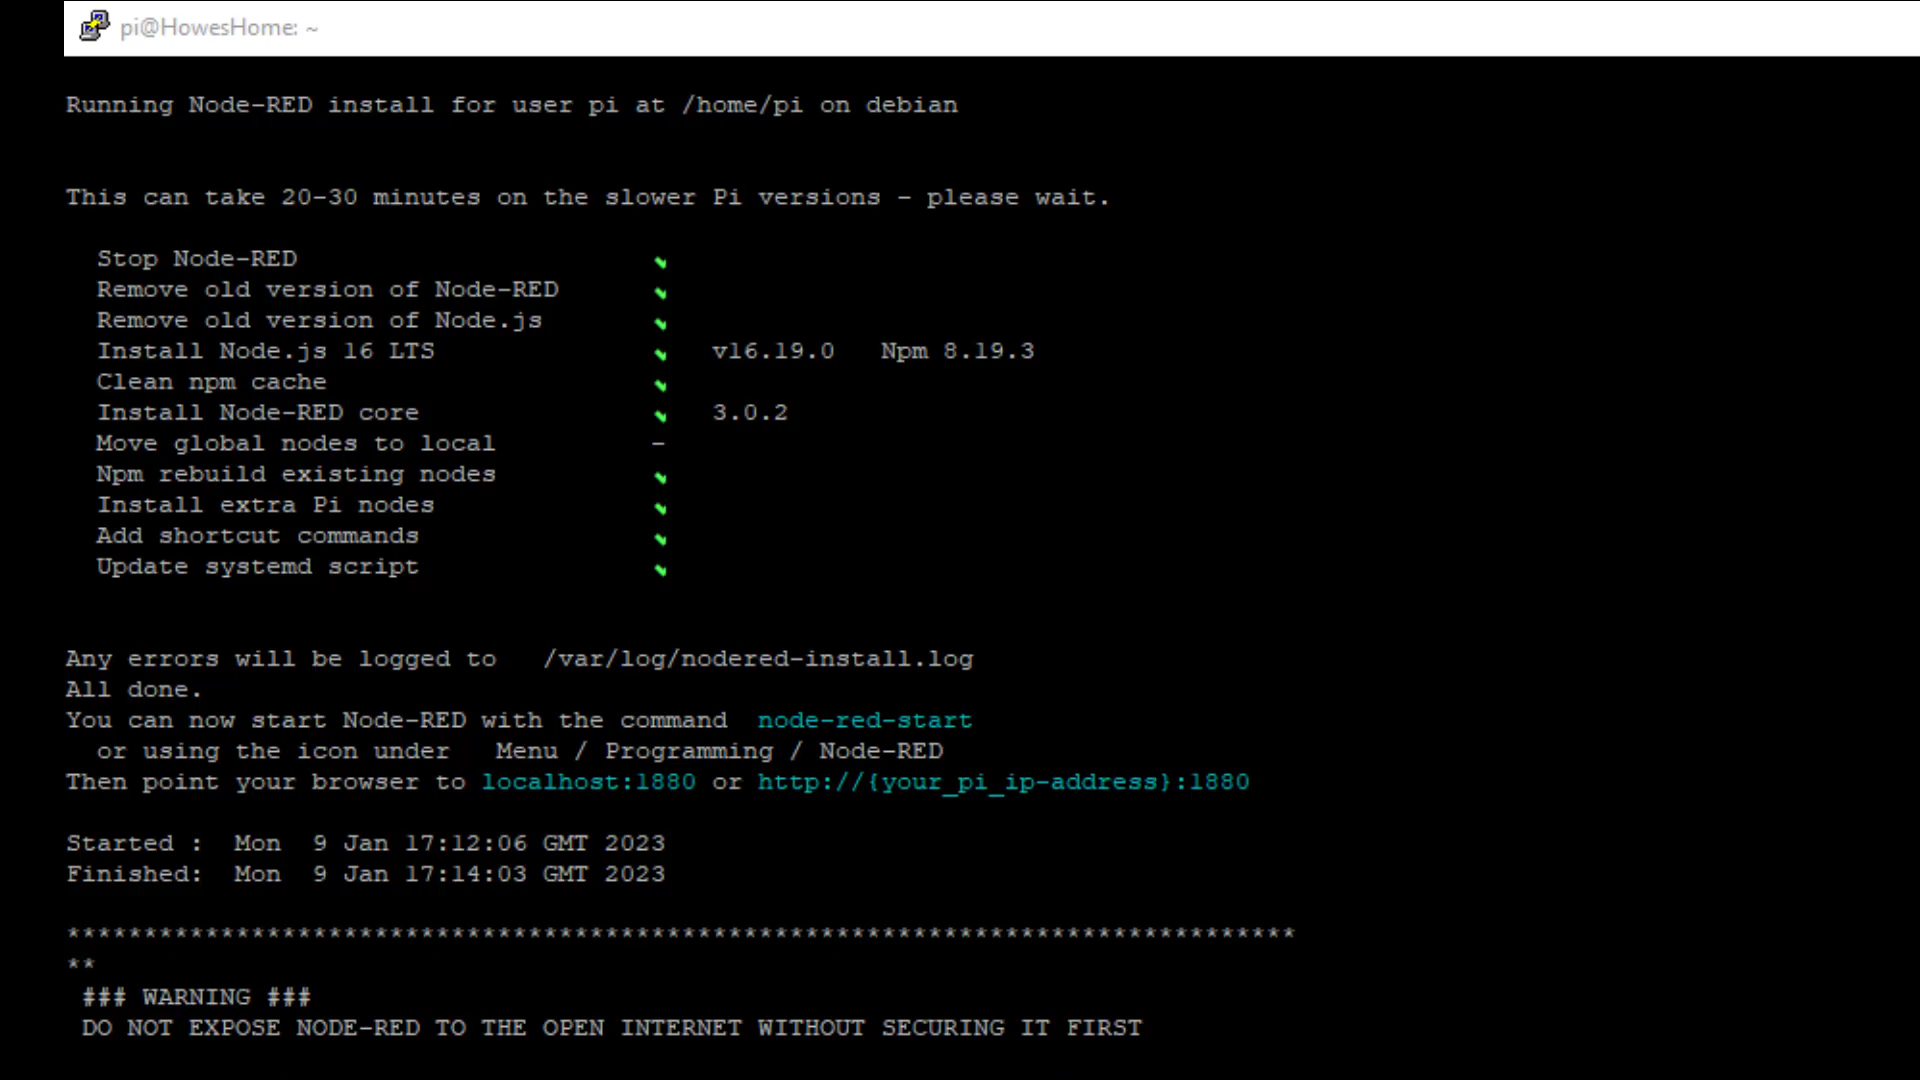 pi@HowesHome: ~
Running Node-RED install for user pi at /home/pi on debian
This can take 20-30 minutes on the slower Pi versions - please wait.
Stop Node-RED ✔
Remove old version of Node-RED ✔
Remove old version of Node.js ✔
Install Node.js 16 LTS ✔ v16.19.0 Npm 8.19.3
Clean npm cache ✔
Install Node-RED core ✔ 3.0.2
Move global nodes to local -
Npm rebuild existing nodes ✔
Install extra Pi nodes ✔
Add shortcut commands ✔
Update systemd script ✔
Any errors will be logged to /var/log/nodered-install.log
All done.
You can now start Node-RED with the command node-red-start
or using the icon under Menu / Programming / Node-RED
Then point your browser to localhost:1880 or http://{your_pi_ip-address}:1880
Started : Mon 9 Jan 17:12:06 GMT 2023
Finished: Mon 9 Jan 17:14:03 GMT 2023
********************************************************************************
**
### WARNING ###
DO NOT EXPOSE NODE-RED TO THE OPEN INTERNET WITHOUT SECURING IT FIRST